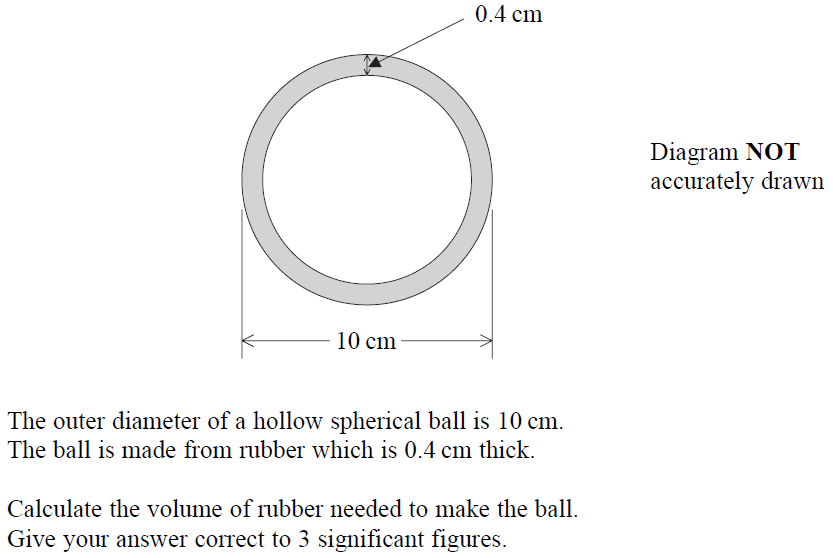 0.4 cm
Diagram NOT
accurately drawn
10 cm
The outer diameter of a hollow spherical ball is 10 cm.
The ball is made from rubber which is 0.4 cm thick.
Calculate the volume of rubber needed to make the ball.
Give your answer correct to 3 significant figures.